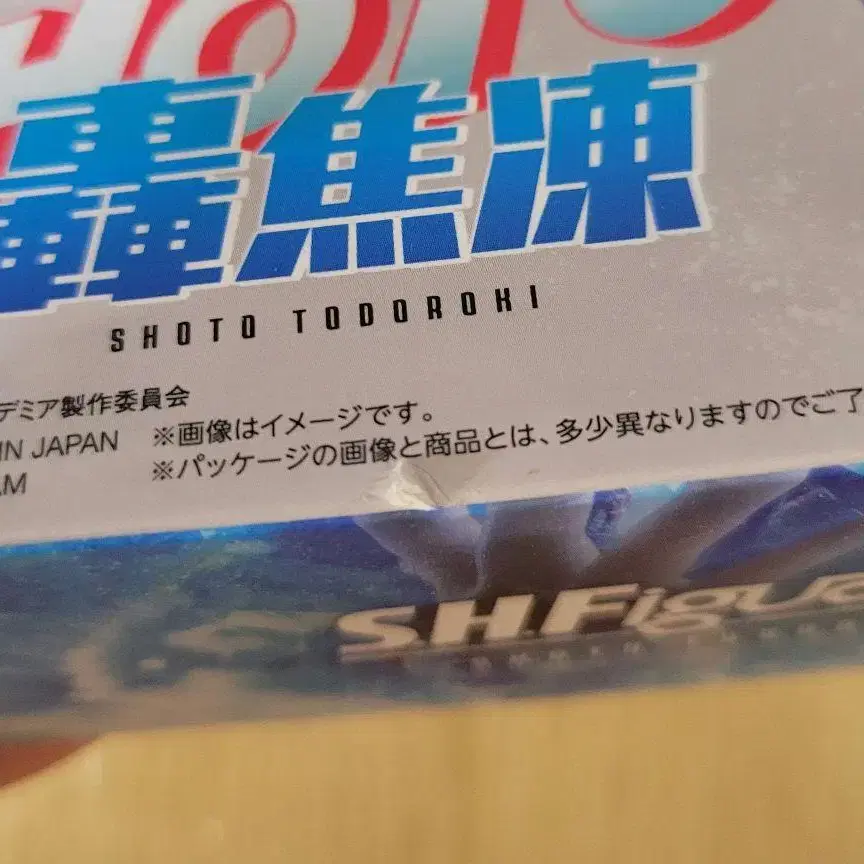 轟焦凍
SHOTO TODOROKI
デミア製作委員会
IN JAPAN ※画像はイメージです。
AM ※パッケージの画像と商品とは、多少異なりますのでご了
S.H.Figua